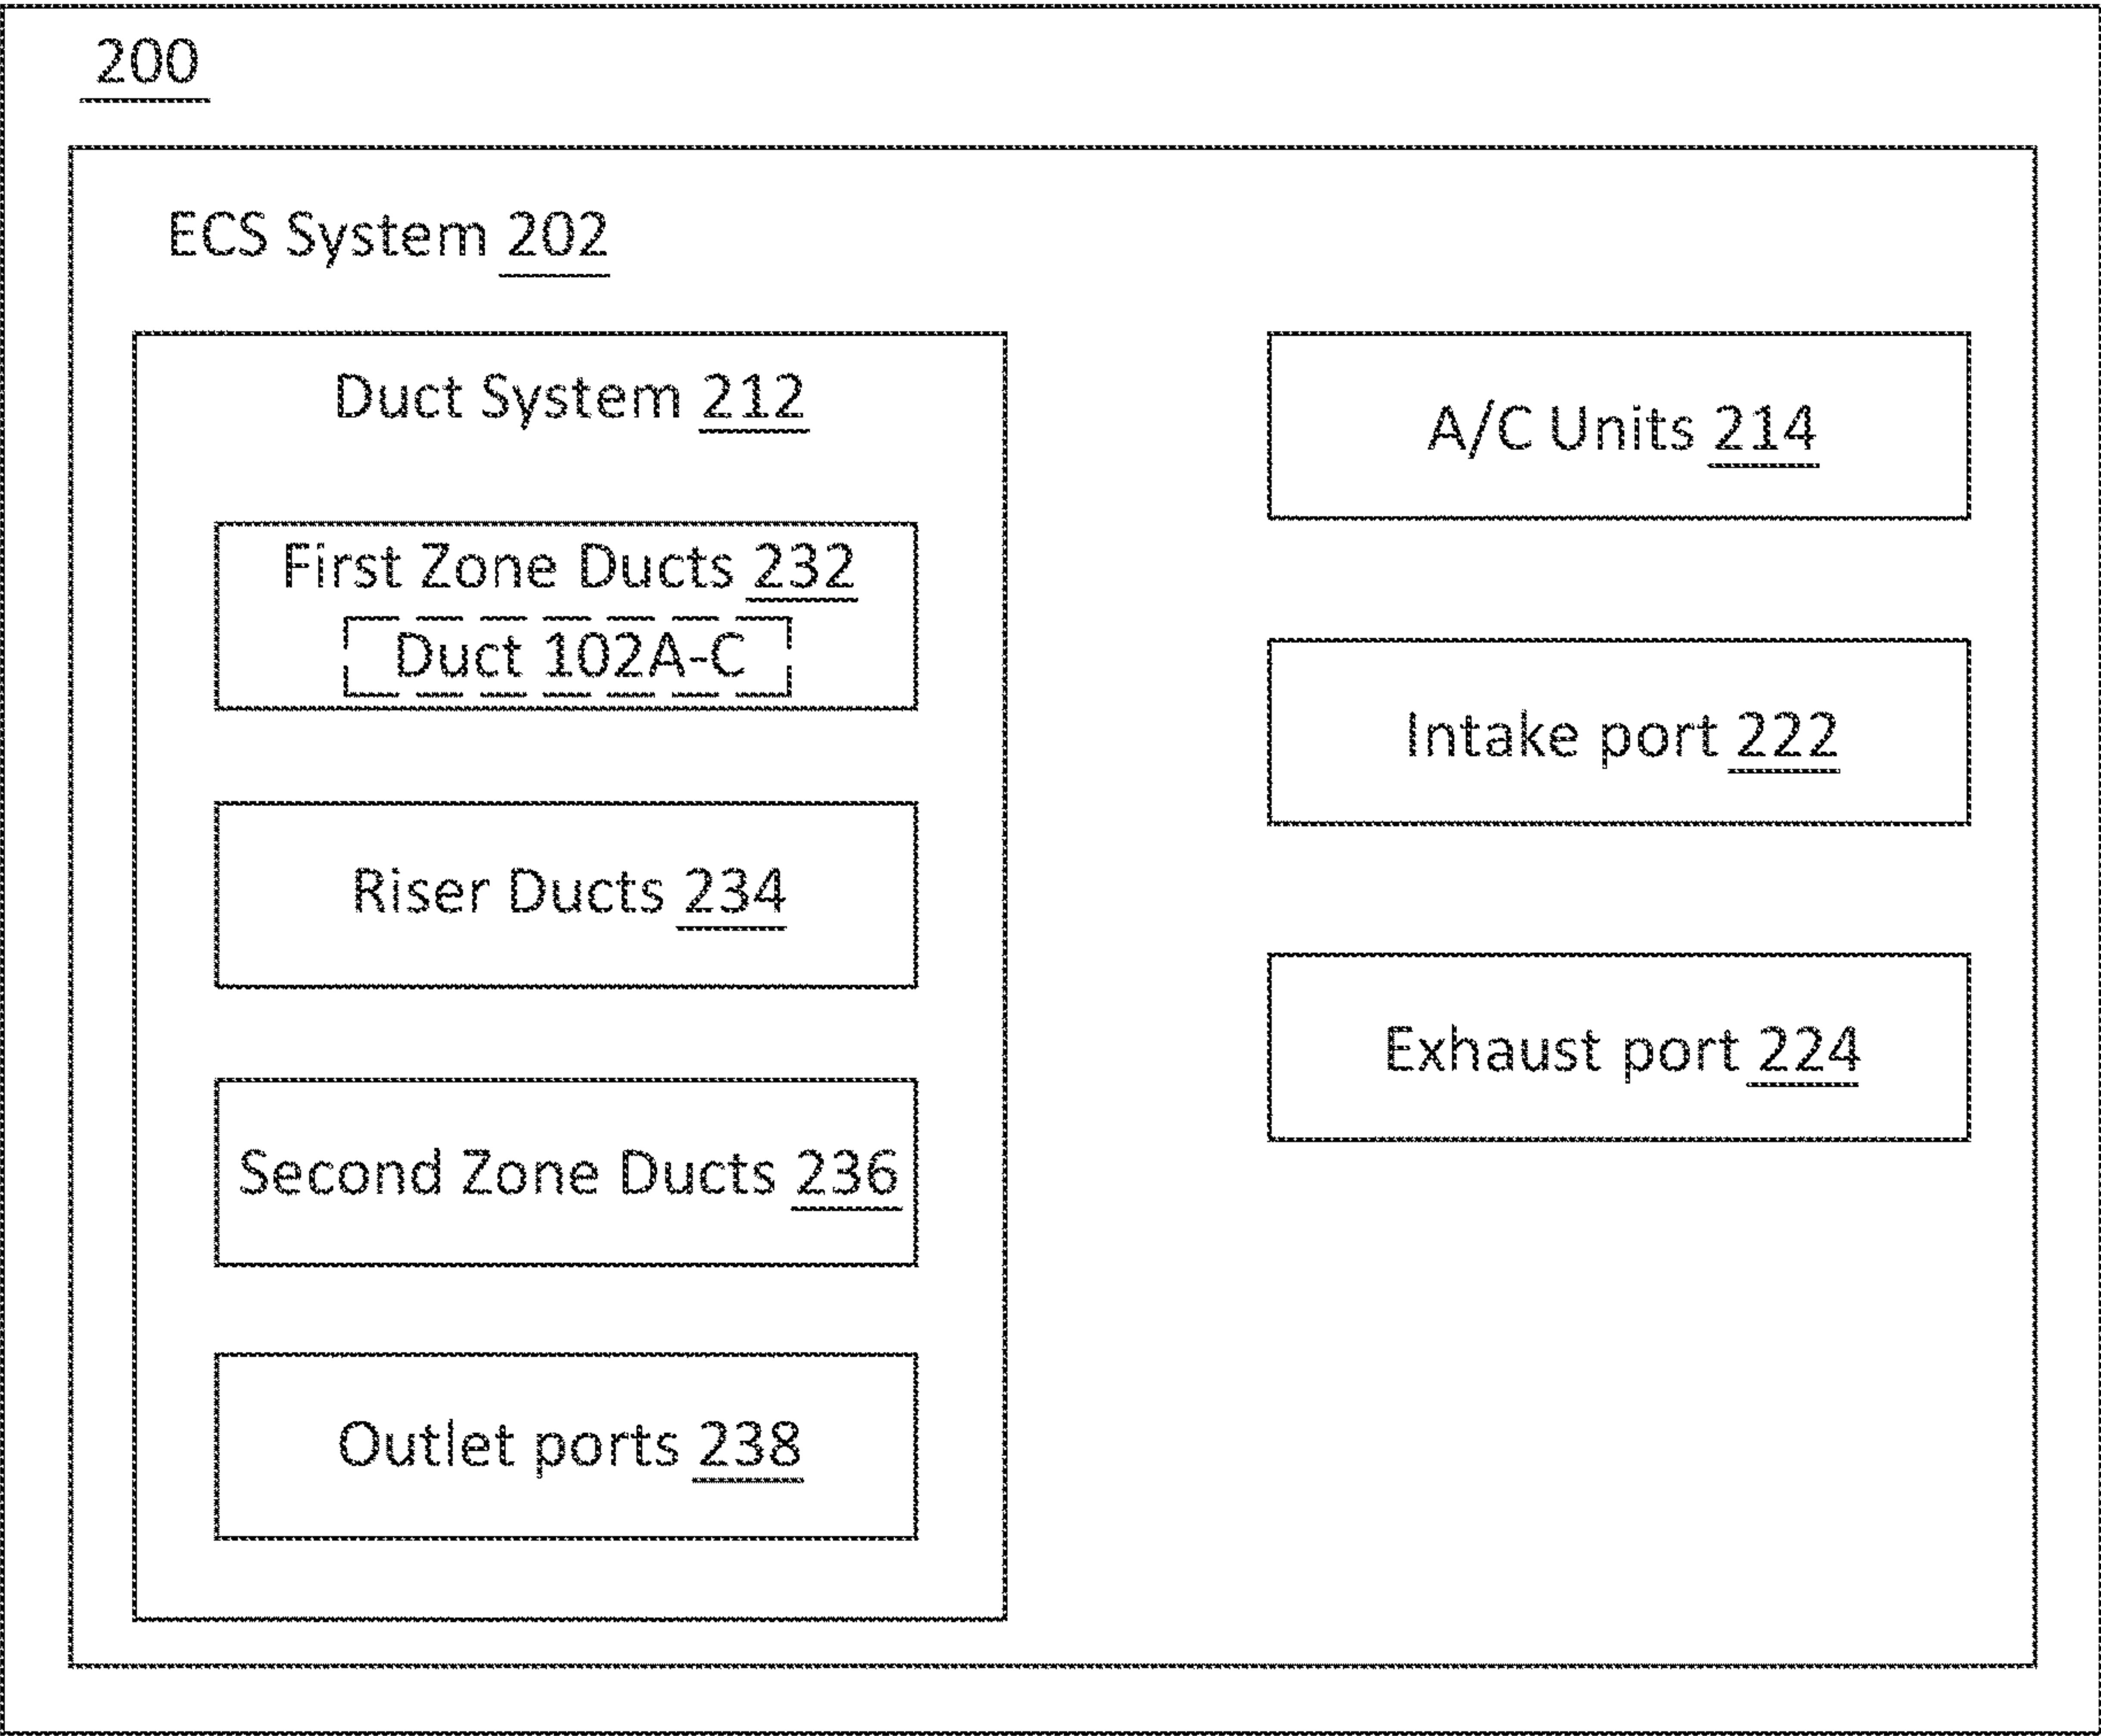 200
ECS System 202
Duct System 212
First Zone Ducts 232
Duct 102A-C
Riser Ducts 234
Second Zone Ducts 236
Outlet ports 238
A/C Units 214
Intake port 222
Exhaust port 224